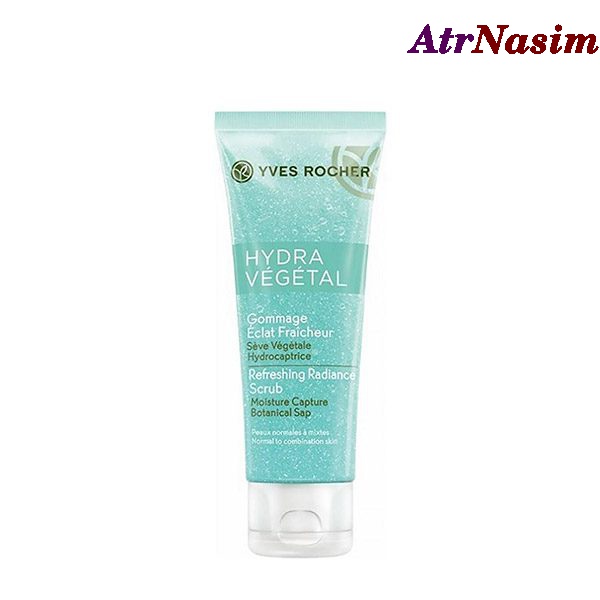 AtrNasim
YVES ROCHER
HYDRA
VÉGÉTAL
Gommage
Éclat Fraîcheur
Sève Végétale
Hydrocaptrice
Refreshing Radiance
Scrub
Moisture Capture
Botanical Sap
Peaux normales à mixtes
Normal to combination skin